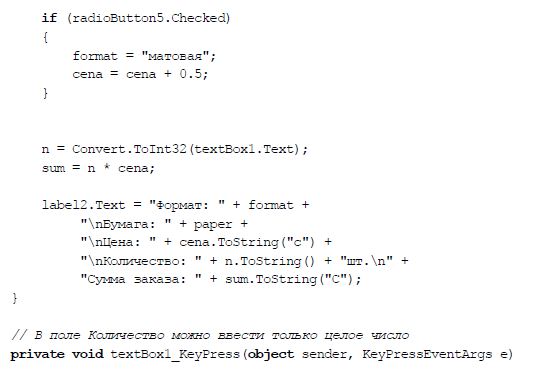 if (radioButton5.Checked)
{
format = "матовая";
cena = cena + 0.5;
}
n = Convert.ToInt32(textBox1.Text);
sum = n * cena;
label2.Text = "Формат: " + format +
"\nБумага: " + paper +
"\nЦена: " + cena.ToString("c") +
"\nКоличество: " + n.ToString() + "шт.\n" +
"Сумма заказа: " + sum.ToString("C");
}
// В поле Количество можно ввести только целое число
private void textBox1_KeyPress(object sender, KeyPressEventArgs e)